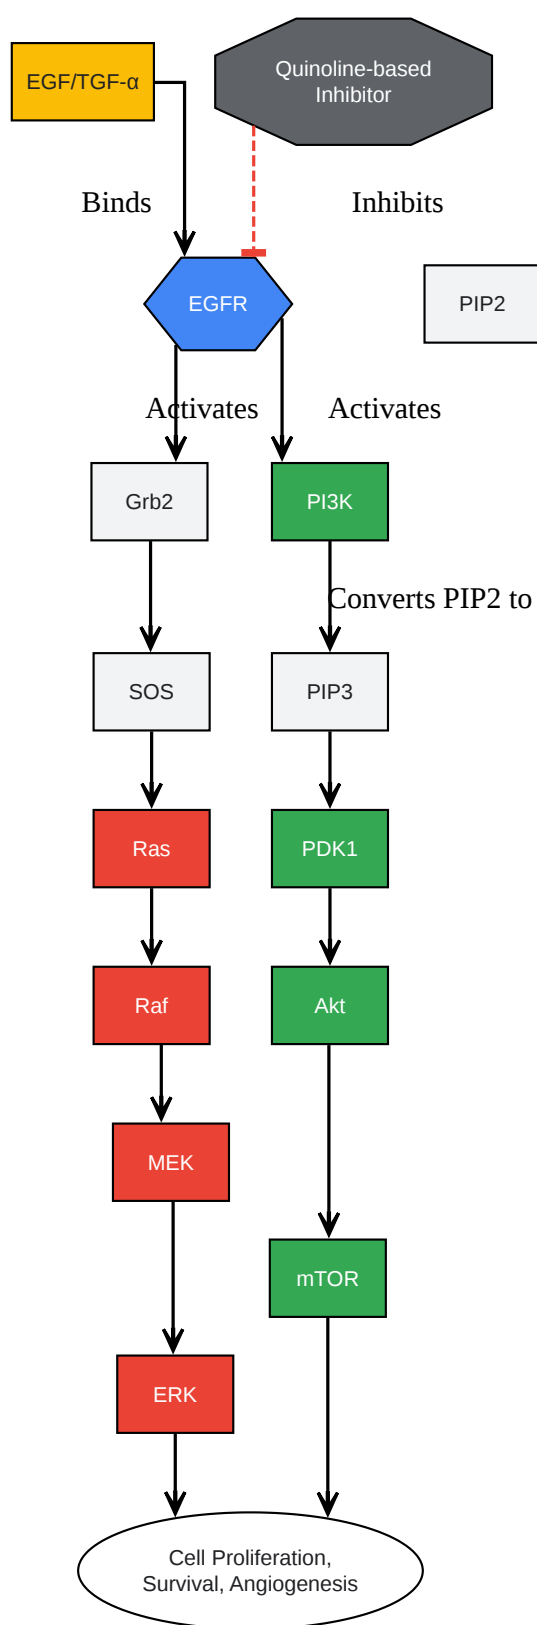 EGF/TGF-α
Quinoline-based
Inhibitor
Binds
Inhibits
EGFR
PIP2
Activates
Activates
Grb2
PI3K
Converts PIP2 to
SOS
PIP3
Ras
PDK1
Raf
Akt
MEK
mTOR
ERK
Cell Proliferation,
Survival, Angiogenesis